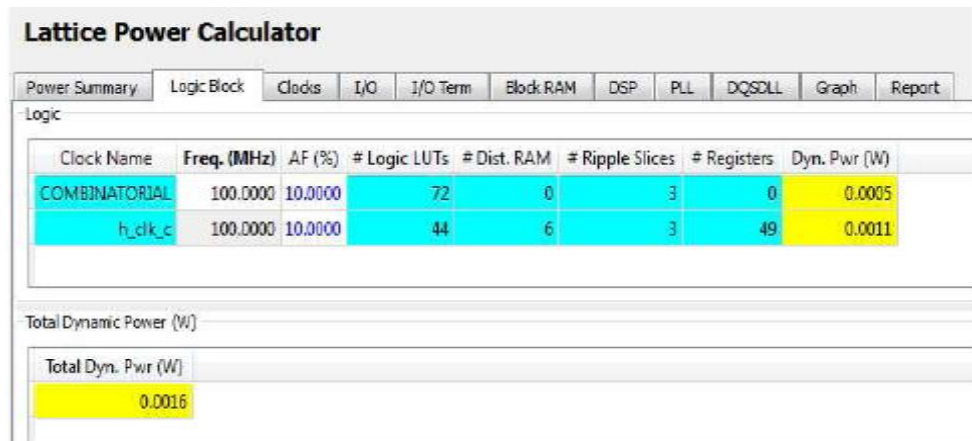 Lattice Power Calculator
Power Summary Logic Block Clocks I/O I/O Term Block RAM DSP PLL DQSDLL Graph Report
Logic
Clock Name Freq. (MHz) AF (%) # Logic LUTs # Dist. RAM # Ripple Slices # Registers Dyn. Pwr (W)
COMBINATORIAL 100.0000 10.0000 72 0 3 0 0.0005
h_clk_c 100.0000 10.0000 44 6 3 49 0.0011
Total Dynamic Power (W)
Total Dyn. Pwr (W)
0.0016